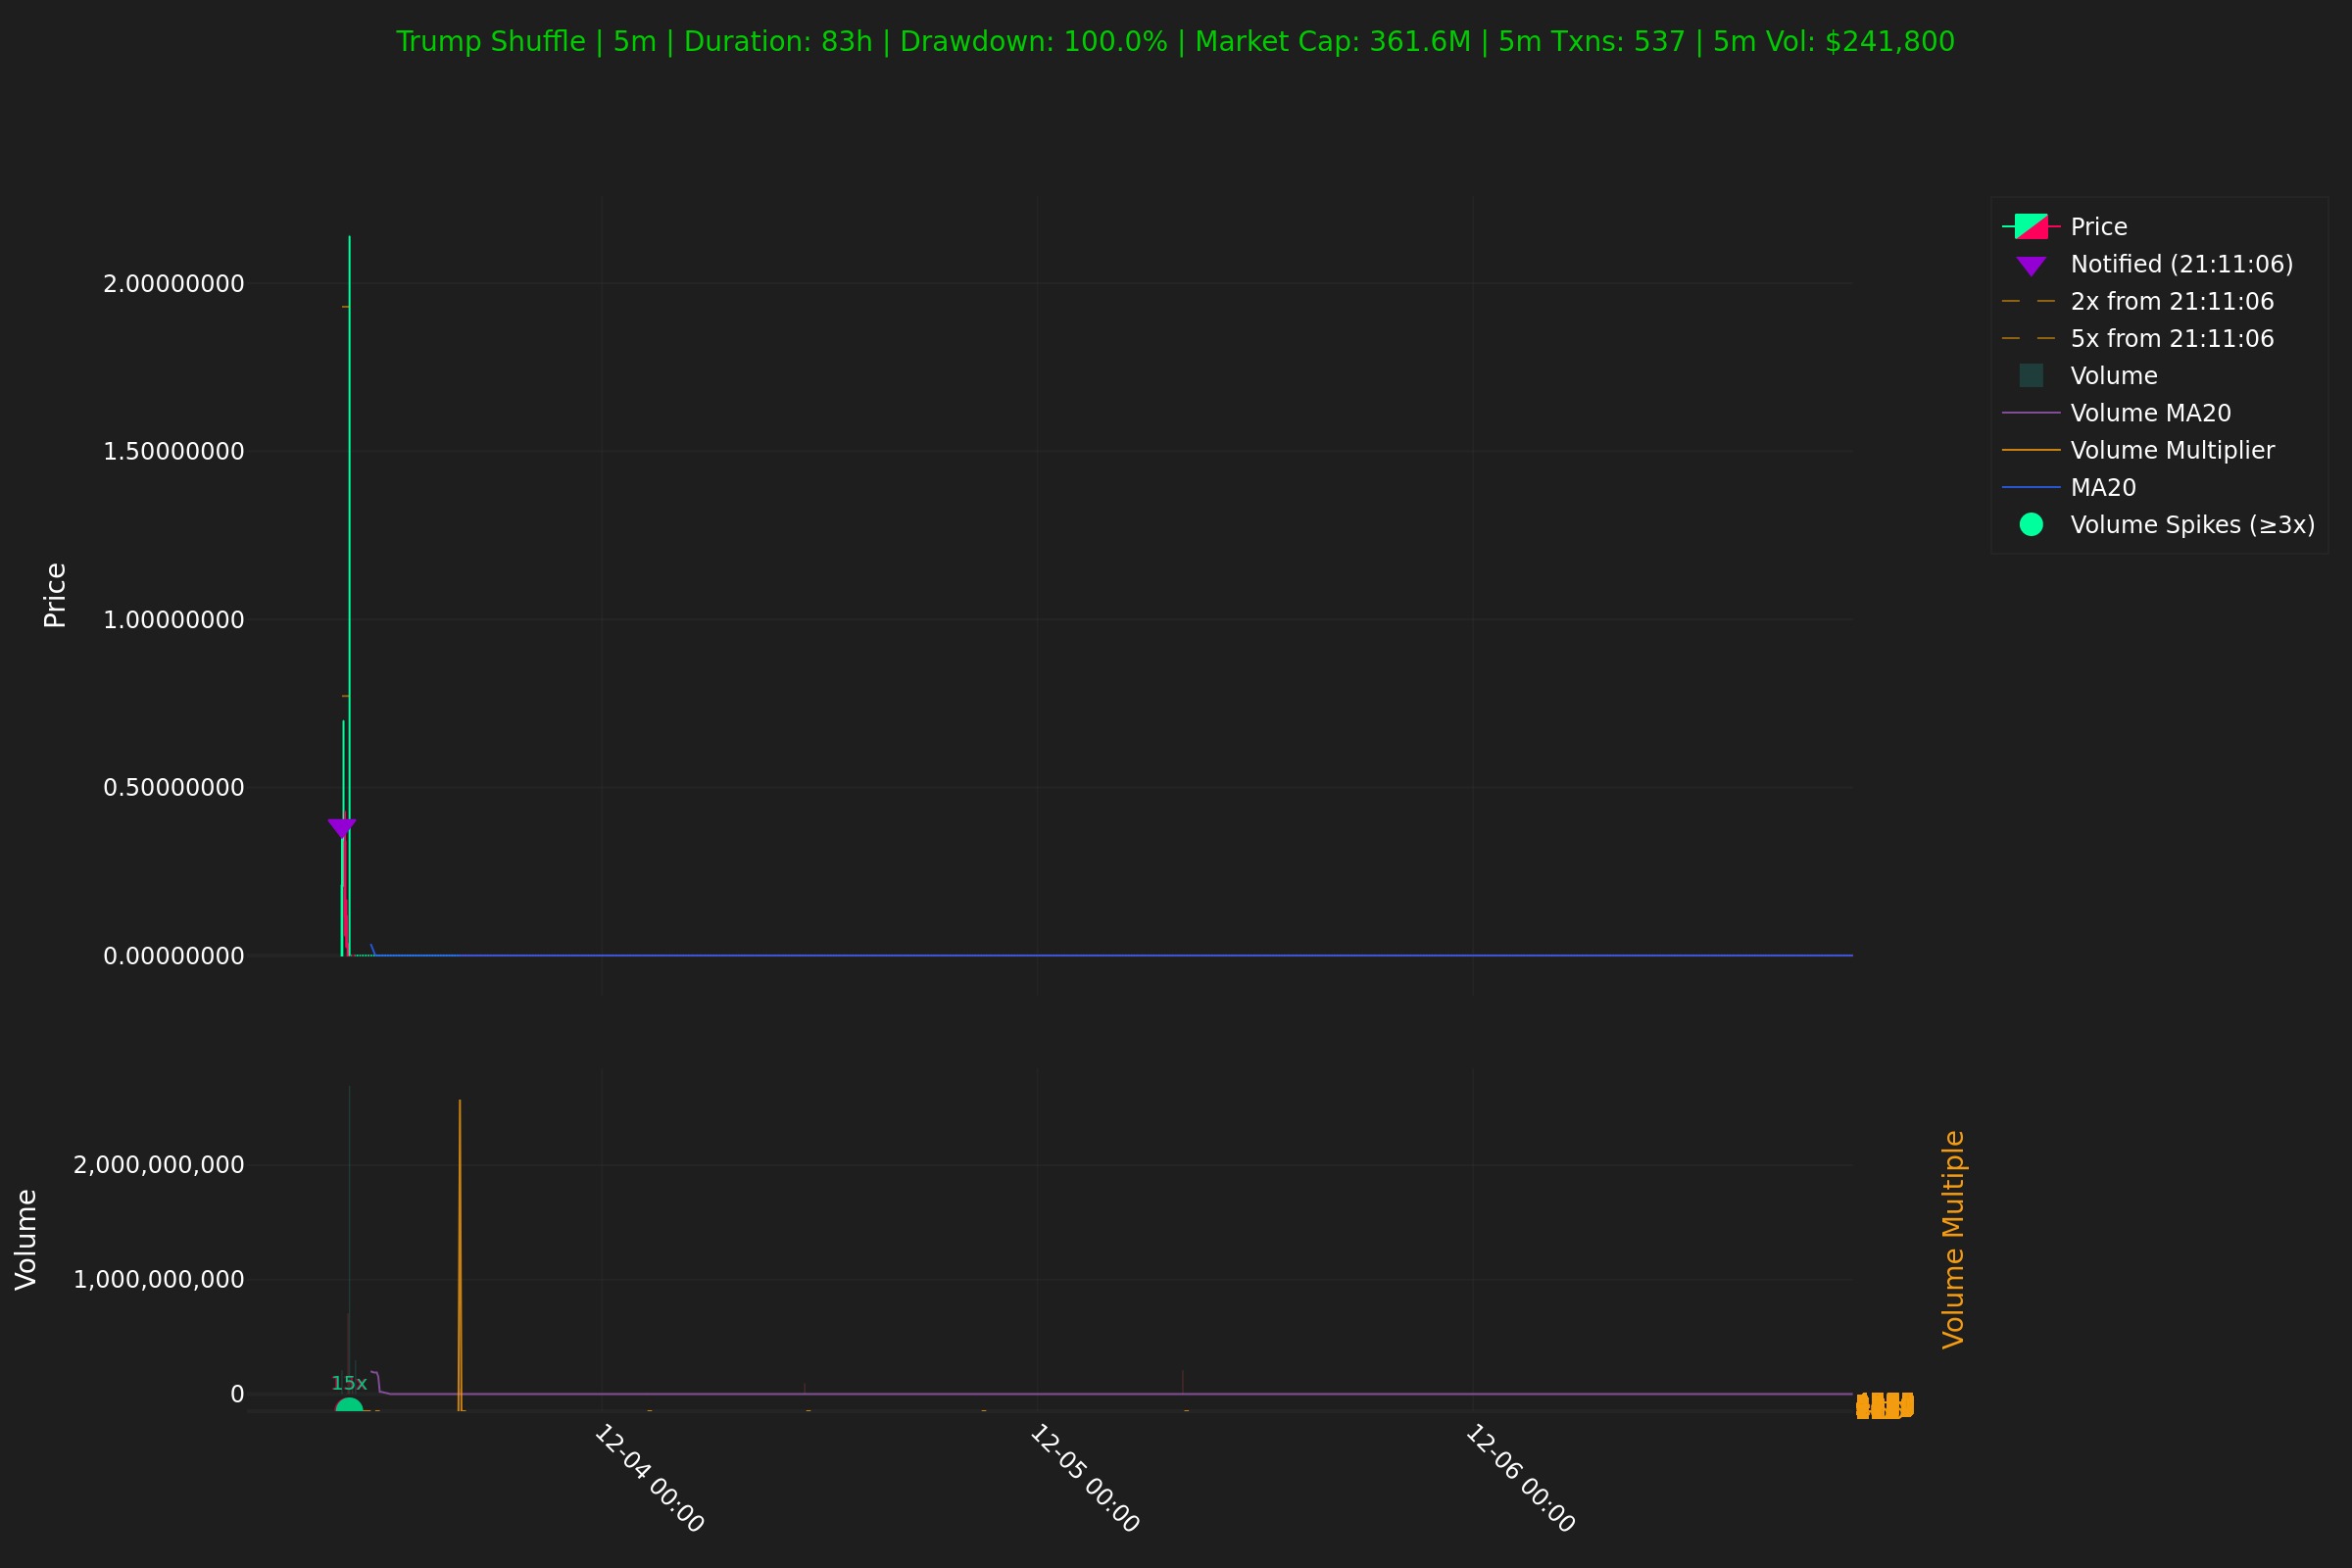 Trump Shuffle | 5m | Duration: 83h | Drawdown: 100.0% | Market Cap: 361.6M | 5m Txns: 537 | 5m Vol: $241,800
Price
2.00000000
1.50000000
1.00000000
0.50000000
0.00000000
Price
Notified (21:11:06)
2x from 21:11:06
5x from 21:11:06
Volume
Volume MA20
Volume Multiplier
MA20
Volume Spikes (≥3x)
Volume
2,000,000,000
1,000,000,000
0
15x
Volume Multiple
12-04 00:00
12-05 00:00
12-06 00:00